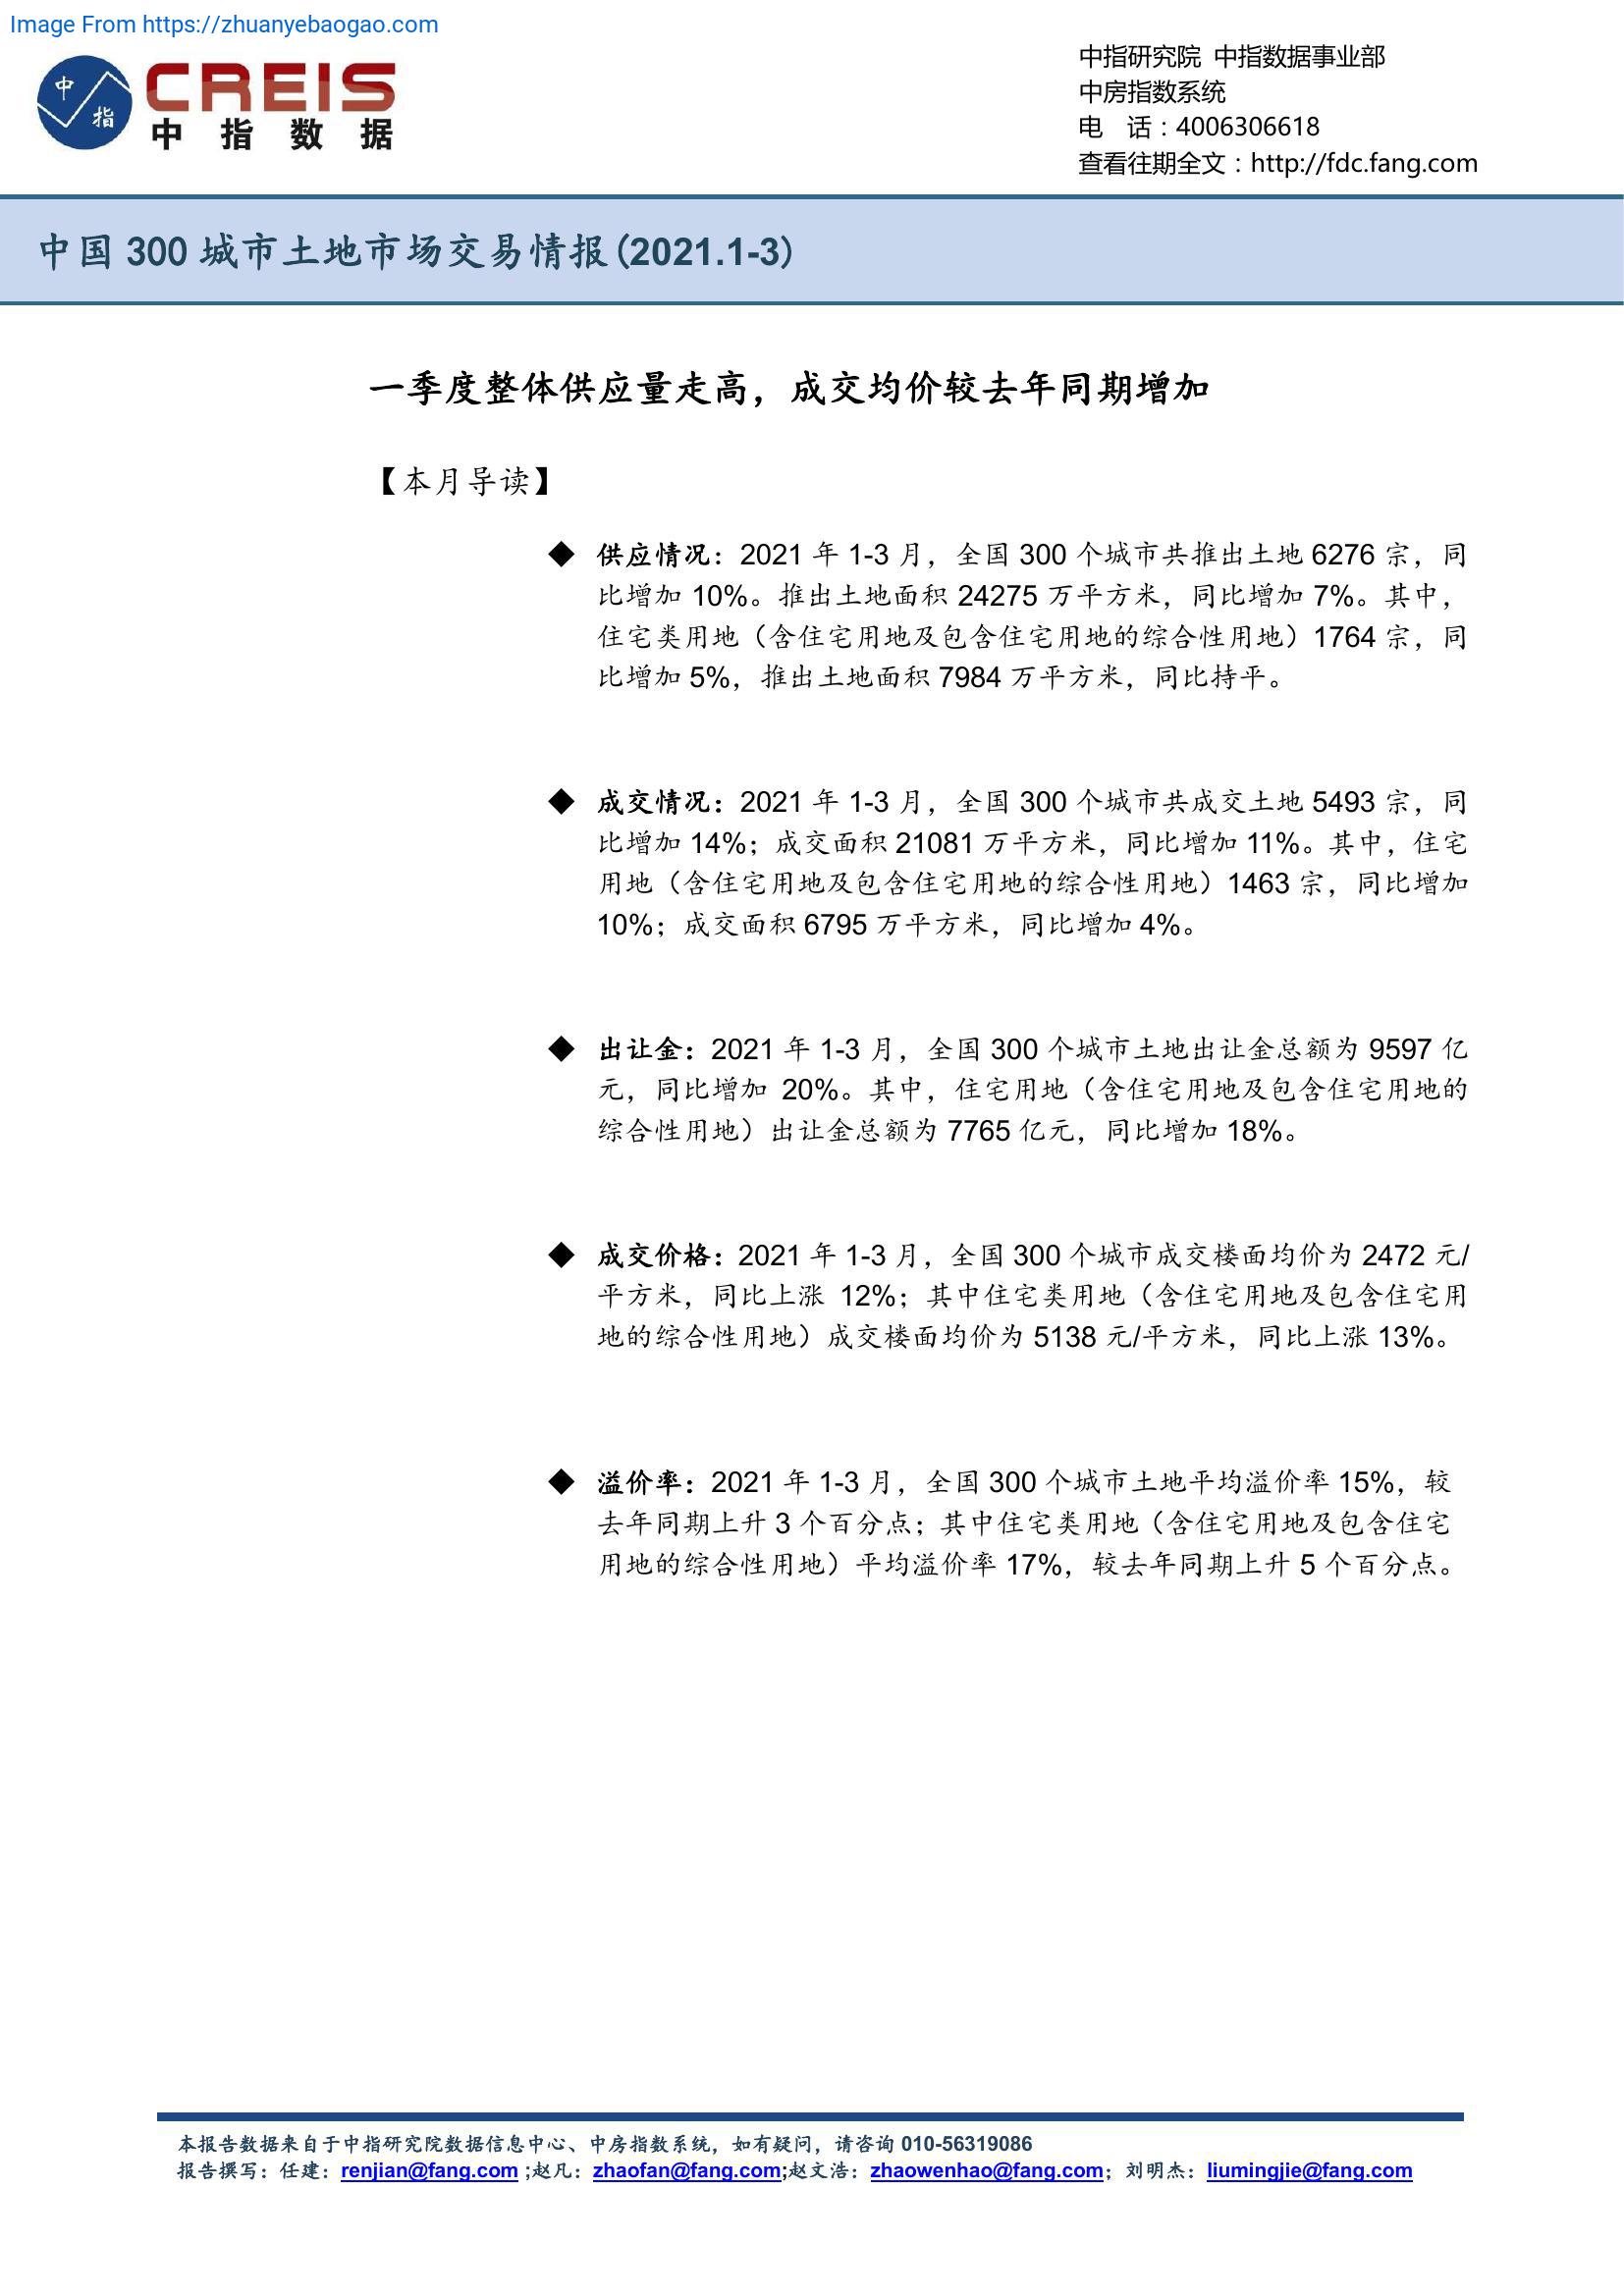 Image From https://zhuanyebaogao.com
中指
CREIS
中指数据
中指研究院 中指数据事业部
中房指数系统
电 话：4006306618
查看往期全文：http://fdc.fang.com
中国 300 城市土地市场交易情报(2021.1-3)
一季度整体供应量走高，成交均价较去年同期增加
【本月导读】
◆ 供应情况：2021 年 1-3 月，全国 300 个城市共推出土地 6276 宗，同
比增加 10%。推出土地面积 24275 万平方米，同比增加 7%。其中，
住宅类用地（含住宅用地及包含住宅用地的综合性用地）1764 宗，同
比增加 5%，推出土地面积 7984 万平方米，同比持平。
◆ 成交情况：2021 年 1-3 月，全国 300 个城市共成交土地 5493 宗，同
比增加 14%；成交面积 21081 万平方米，同比增加 11%。其中，住宅
用地（含住宅用地及包含住宅用地的综合性用地）1463 宗，同比增加
10%；成交面积 6795 万平方米，同比增加 4%。
◆ 出让金：2021 年 1-3 月，全国 300 个城市土地出让金总额为 9597 亿
元，同比增加 20%。其中，住宅用地（含住宅用地及包含住宅用地的
综合性用地）出让金总额为 7765 亿元，同比增加 18%。
◆ 成交价格：2021 年 1-3 月，全国 300 个城市成交楼面均价为 2472 元/
平方米，同比上涨 12%；其中住宅类用地（含住宅用地及包含住宅用
地的综合性用地）成交楼面均价为 5138 元/平方米，同比上涨 13%。
◆ 溢价率：2021 年 1-3 月，全国 300 个城市土地平均溢价率 15%，较
去年同期上升 3 个百分点；其中住宅类用地（含住宅用地及包含住宅
用地的综合性用地）平均溢价率 17%，较去年同期上升 5 个百分点。
本报告数据来自于中指研究院数据信息中心、中房指数系统，如有疑问，请咨询 010-56319086
报告撰写：任建：renjian@fang.com ;赵凡：zhaofan@fang.com;赵文浩：zhaowenhao@fang.com；刘明杰：liumingjie@fang.com